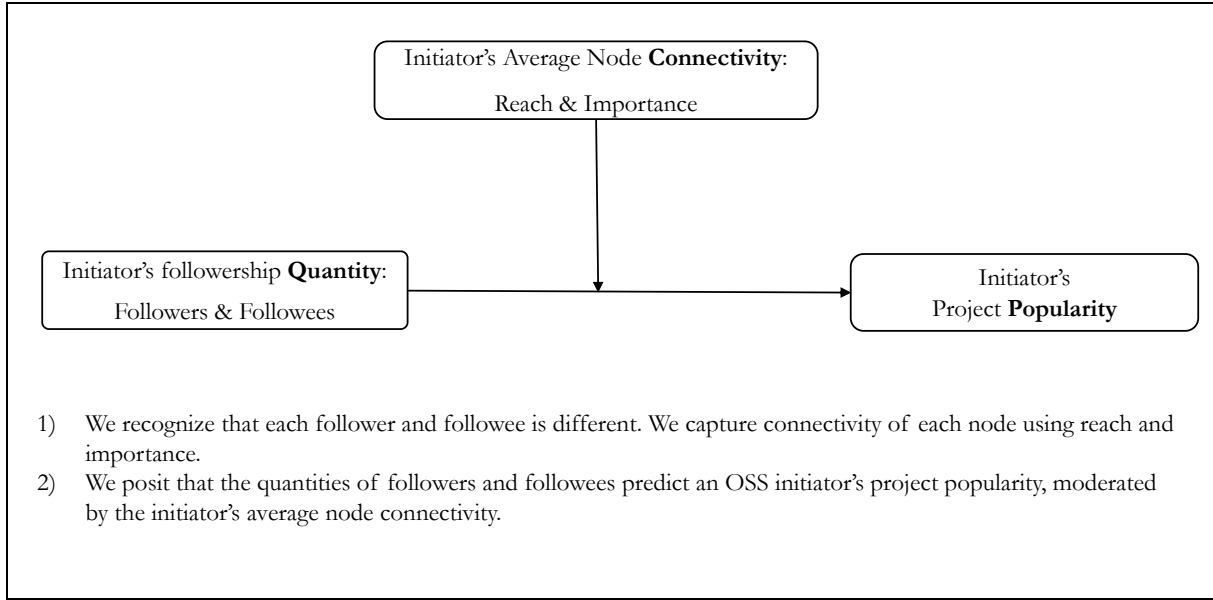 Initiator’s Average Node Connectivity:
Reach & Importance
Initiator’s followership Quantity:
Followers & Followees
Initiator’s
Project Popularity
1) We recognize that each follower and followee is different. We capture connectivity of each node using reach and
importance.
2) We posit that the quantities of followers and followees predict an OSS initiator’s project popularity, moderated
by the initiator’s average node connectivity.